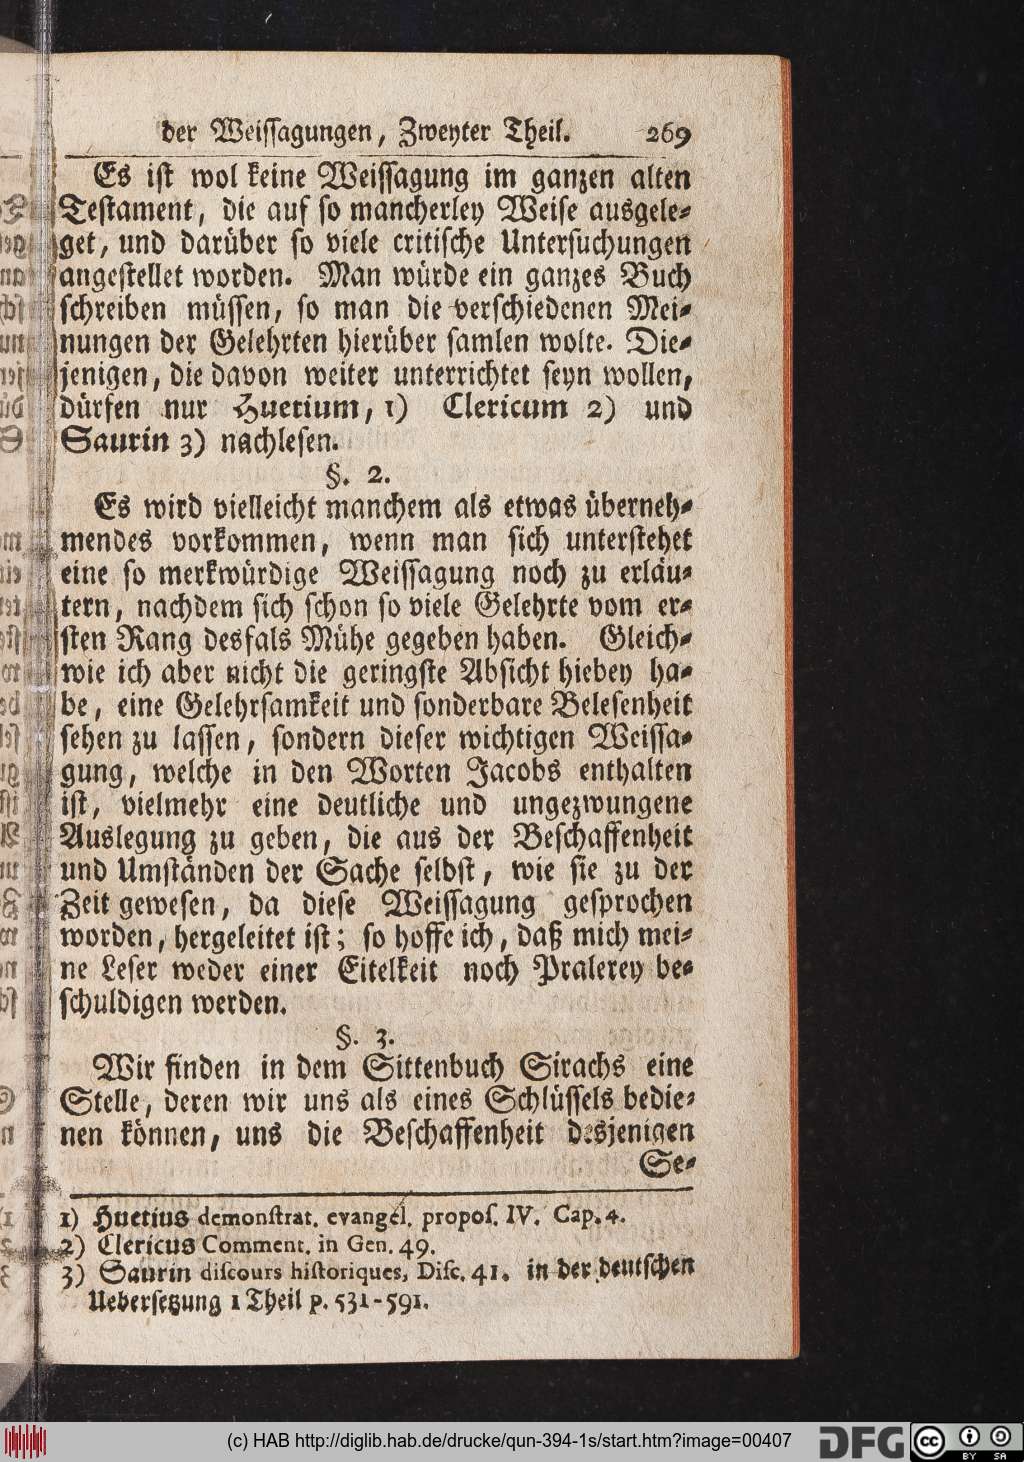 der Weissagungen, Zweyter Theil. 269
Es ist wol keine Weissagung im ganzen alten
Testament, die auf so mancherley Weise ausgele-
get, und darüber so viele critische Untersuchungen
angestellet worden. Man würde ein ganzes Buch
schreiben müssen, so man die verschiedenen Mei-
nungen der Gelehrten hierüber samlen wolte. Die-
jenigen, die davon weiter unterrichtet seyn wollen,
dürfen nur Huetium, 1) Clericum 2) und
Saurin 3) nachlesen.
§. 2.
Es wird vielleicht manchem als etwas überneh-
mendes vorkommen, wenn man sich unterstehet
eine so merkwürdige Weissagung noch zu erläu-
tern, nachdem sich schon so viele Gelehrte vom er-
sten Rang desfals Mühe gegeben haben. Gleich-
wie ich aber nicht die geringste Absicht hiebey ha-
be, eine Gelehrsamkeit und sonderbare Belesenheit
sehen zu lassen, sondern dieser wichtigen Weissa-
gung, welche in den Worten Jacobs enthalten
ist, vielmehr eine deutliche und ungezwungene
Auslegung zu geben, die aus der Beschaffenheit
und Umständen der Sache selbst, wie sie zu der
Zeit gewesen, da diese Weissagung gesprochen
worden, hergeleitet ist; so hoffe ich, daß mich mei-
ne Leser weder einer Eitelkeit noch Pralerey be-
schuldigen werden.
§. 3.
Wir finden in dem Sittenbuch Sirachs eine
Stelle, deren wir uns als eines Schlüssels bedie-
nen können, uns die Beschaffenheit desjenigen
Se-
1) Huetius demonstrat. evangel. propos. IV. Cap. 4.
2) Clericus Comment. in Gen. 49.
3) Saurin discours historiques, Disc. 41. in der deutschen
Uebersetzung 1 Theil p. 531-591.
(c) HAB http://diglib.hab.de/drucke/qun-394-1s/start.htm?image=00407
DFG
cc BY SA